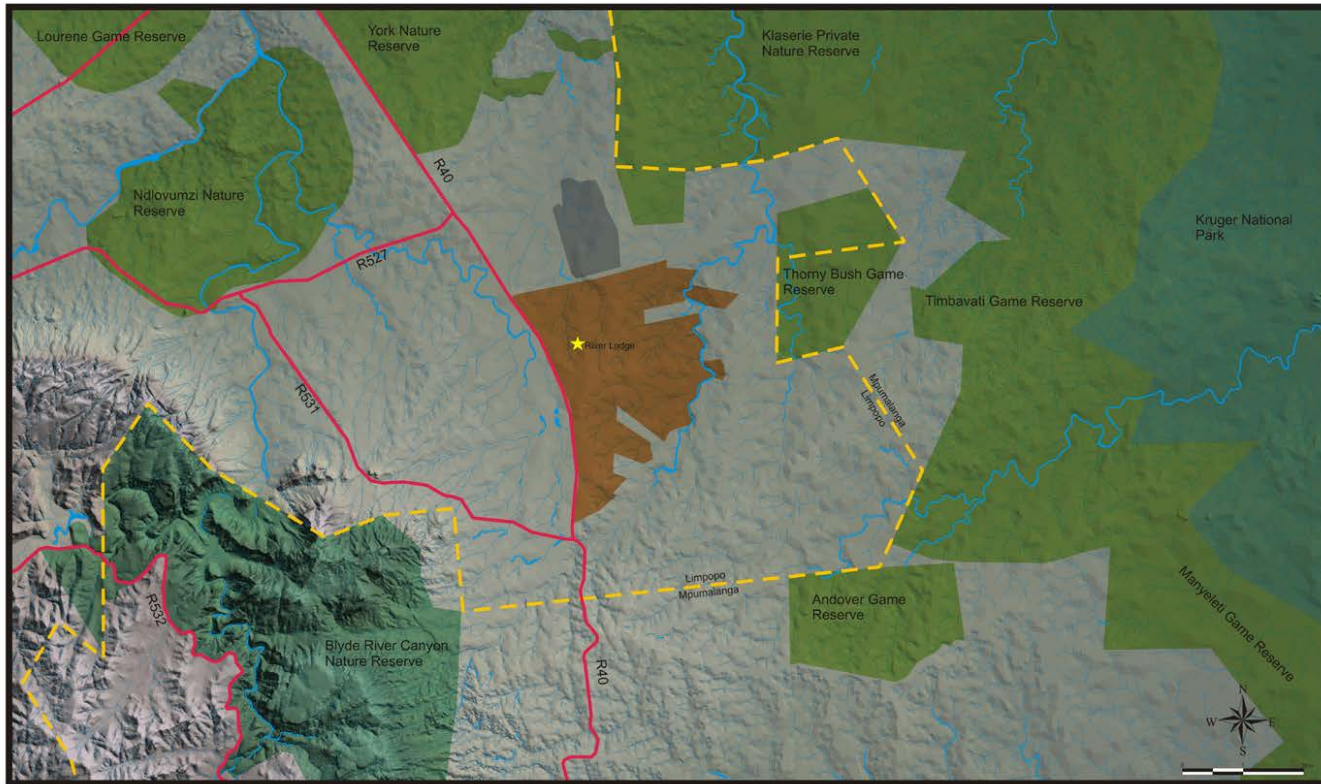 Lourene Game Reserve
York Nature
Reserve
Klaserie Private
Nature Reserve
R40
Ndlovumzi Nature
Reserve
Kruger National
Park
R527
Thorny Bush Game
Reserve
Timbavati Game Reserve
River Lodge
R531
Mpumalanga
Limpopo
Limpopo
Mpumalanga
R532
Andover Game
Reserve
Manyeleti Game Reserve
Blyde River Canyon
Nature Reserve
R40
N
W
E
S